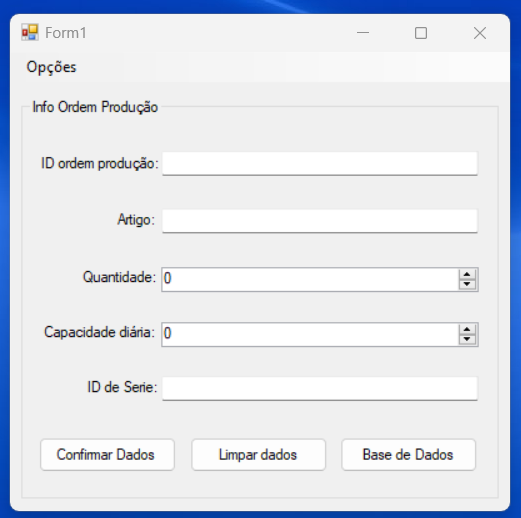 Form1
Opções
Info Ordem Produção
ID ordem produção:
Artigo:
Quantidade: 0
Capacidade diária: 0
ID de Serie:
Confirmar Dados Limpar dados Base de Dados